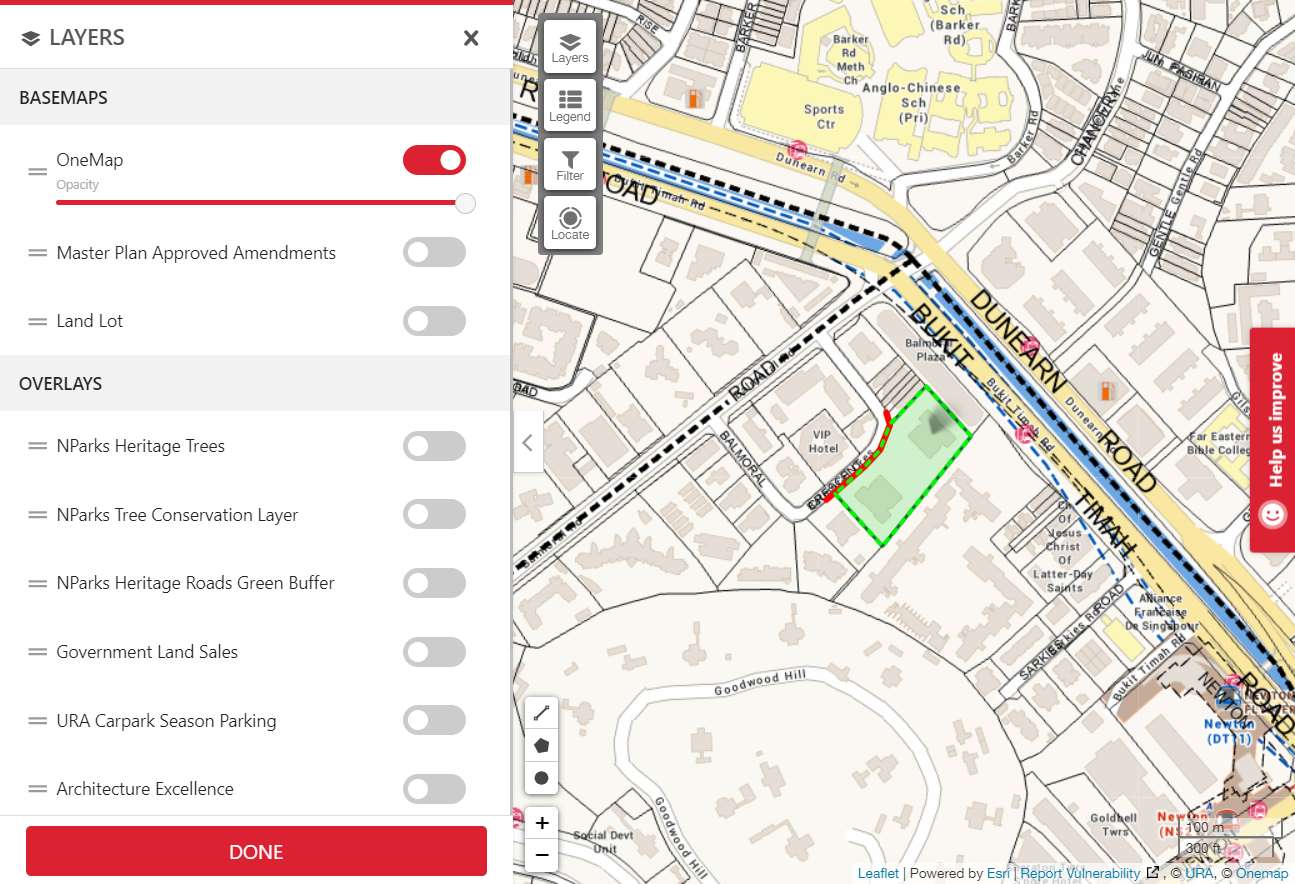 LAYERS
BASEMAPS
OneMap
Opacity
Master Plan Approved Amendments
Land Lot
OVERLAYS
NParks Heritage Trees
NParks Tree Conservation Layer
NParks Heritage Roads Green Buffer
Government Land Sales
URA Carpark Season Parking
Architecture Excellence
DONE
Layers
Legend
Filter
Locate
RISE
BARKER
Sch
(Barker
Rd)
Barker
Rd
Meth
Ch
Anglo-Chinese
Sch
(Pri)
Sports
Ctr
JLN. PASIRAN
CHANCERY
Barker Rd
GENTLE
Gentle Rd
Dunearn Rd
Bukit Timah Rd
ROAD
DUNEARN
ROAD
BUKIT
TIMAH
ROAD
Balmoral
Plaza
Bukit Timah Rd
Dunearn
ROAD
VIP
Hotel
BALMORAL
CRESCENT
Far Eastern
Bible College
Ch
Of
Jesus
Christ
Of
Latter-Day
Saints
Alliance
Francaise
De Singapour
SARKIES
ROAD
Sarkies Rd
Bukit Timah Rd
NEWTON
Newton
(DT11)
Goodwood Hill
Goodwood Hill
Social Devt
Unit
Goldbell
Twrs
Newton
100 m
300 ft
+
−
Help us improve
Leaflet | Powered by Esri | Report Vulnerability , © URA, © Onemap